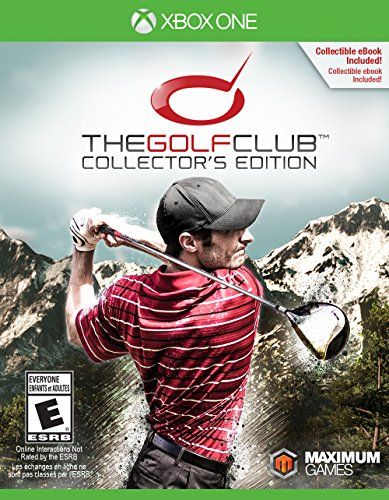 XBOX ONE
Collectible eBook
Included!
Collectible ebook
Included!
THEGOLFCLUB™
COLLECTOR'S EDITION
EVERYONE
ENFANTS et ADULTES
E
ESRB
Online Interactions Not
Rated by the ESRB
Les échanges en ligne ne
sont pas classés par l'ESRB."
m
MAXIMUM
GAMES